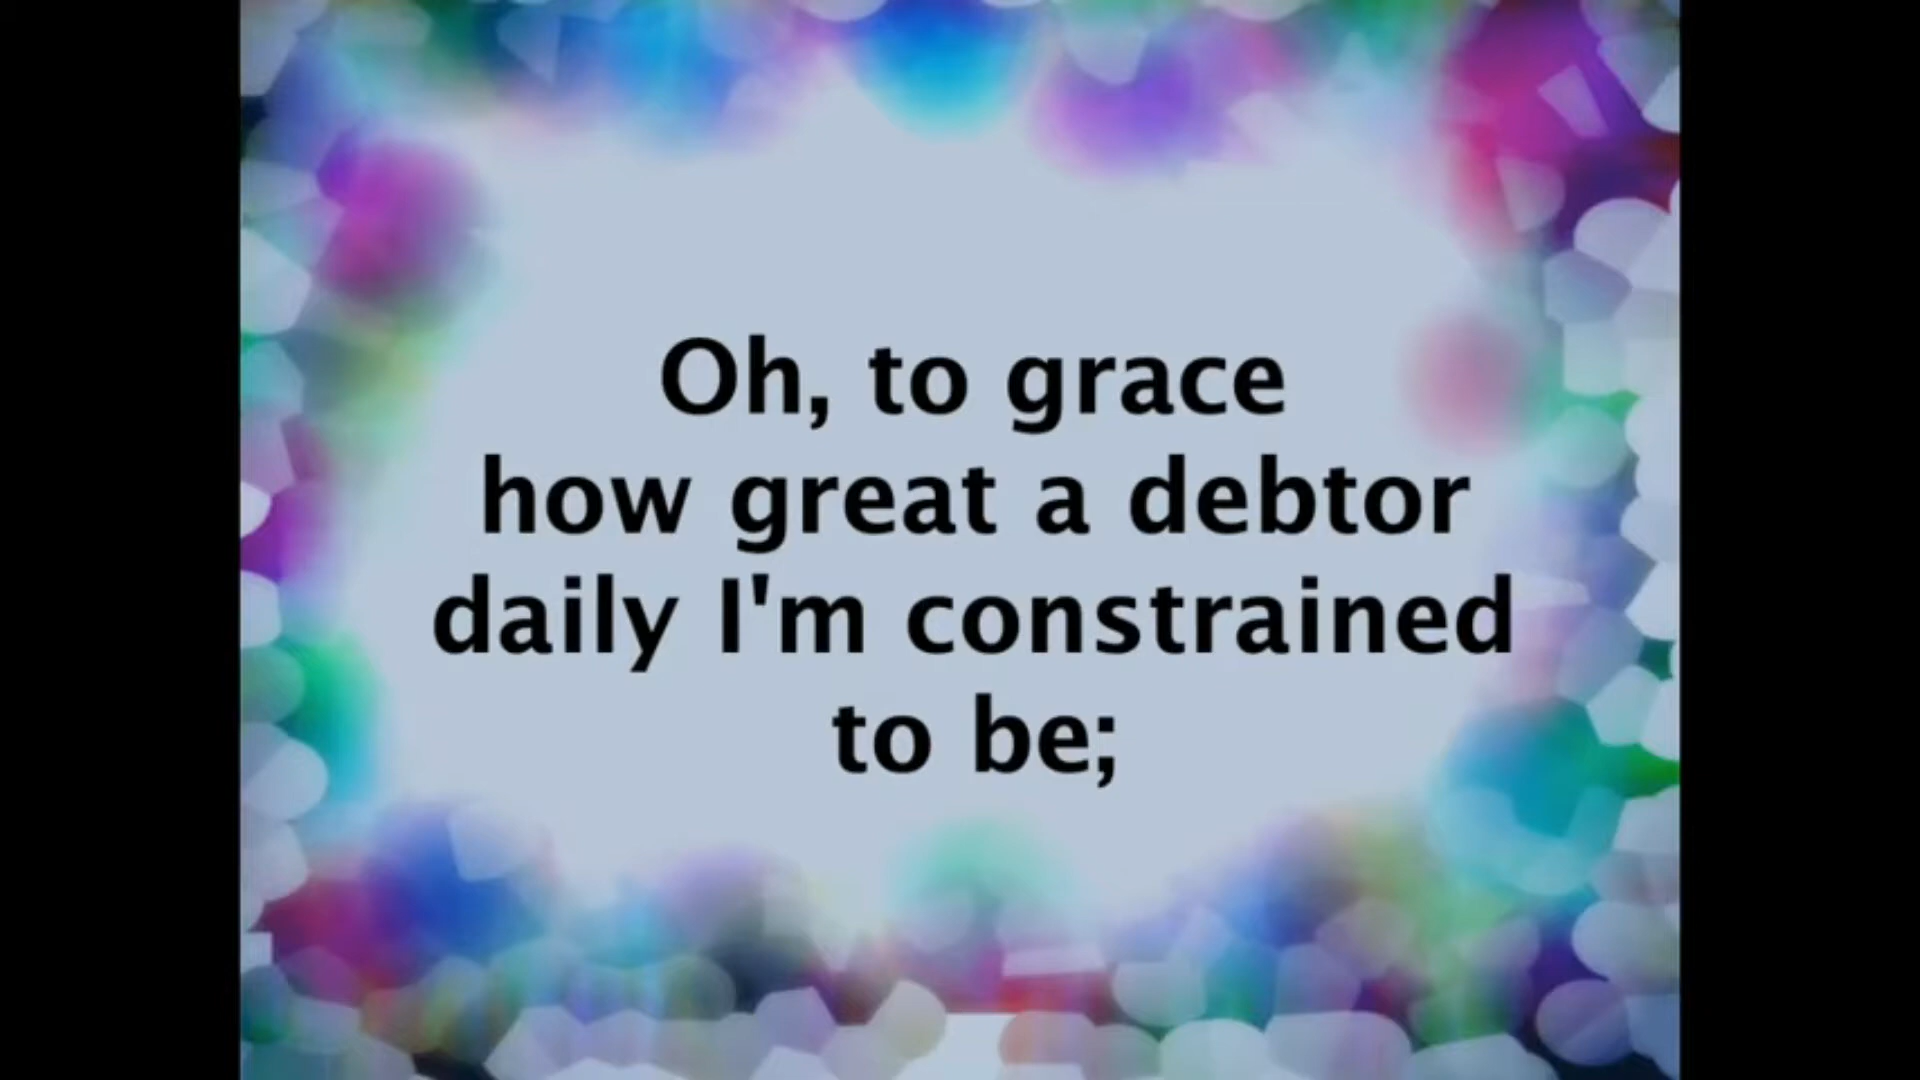 Oh, to grace
how great a debtor
daily I'm constrained
to be;